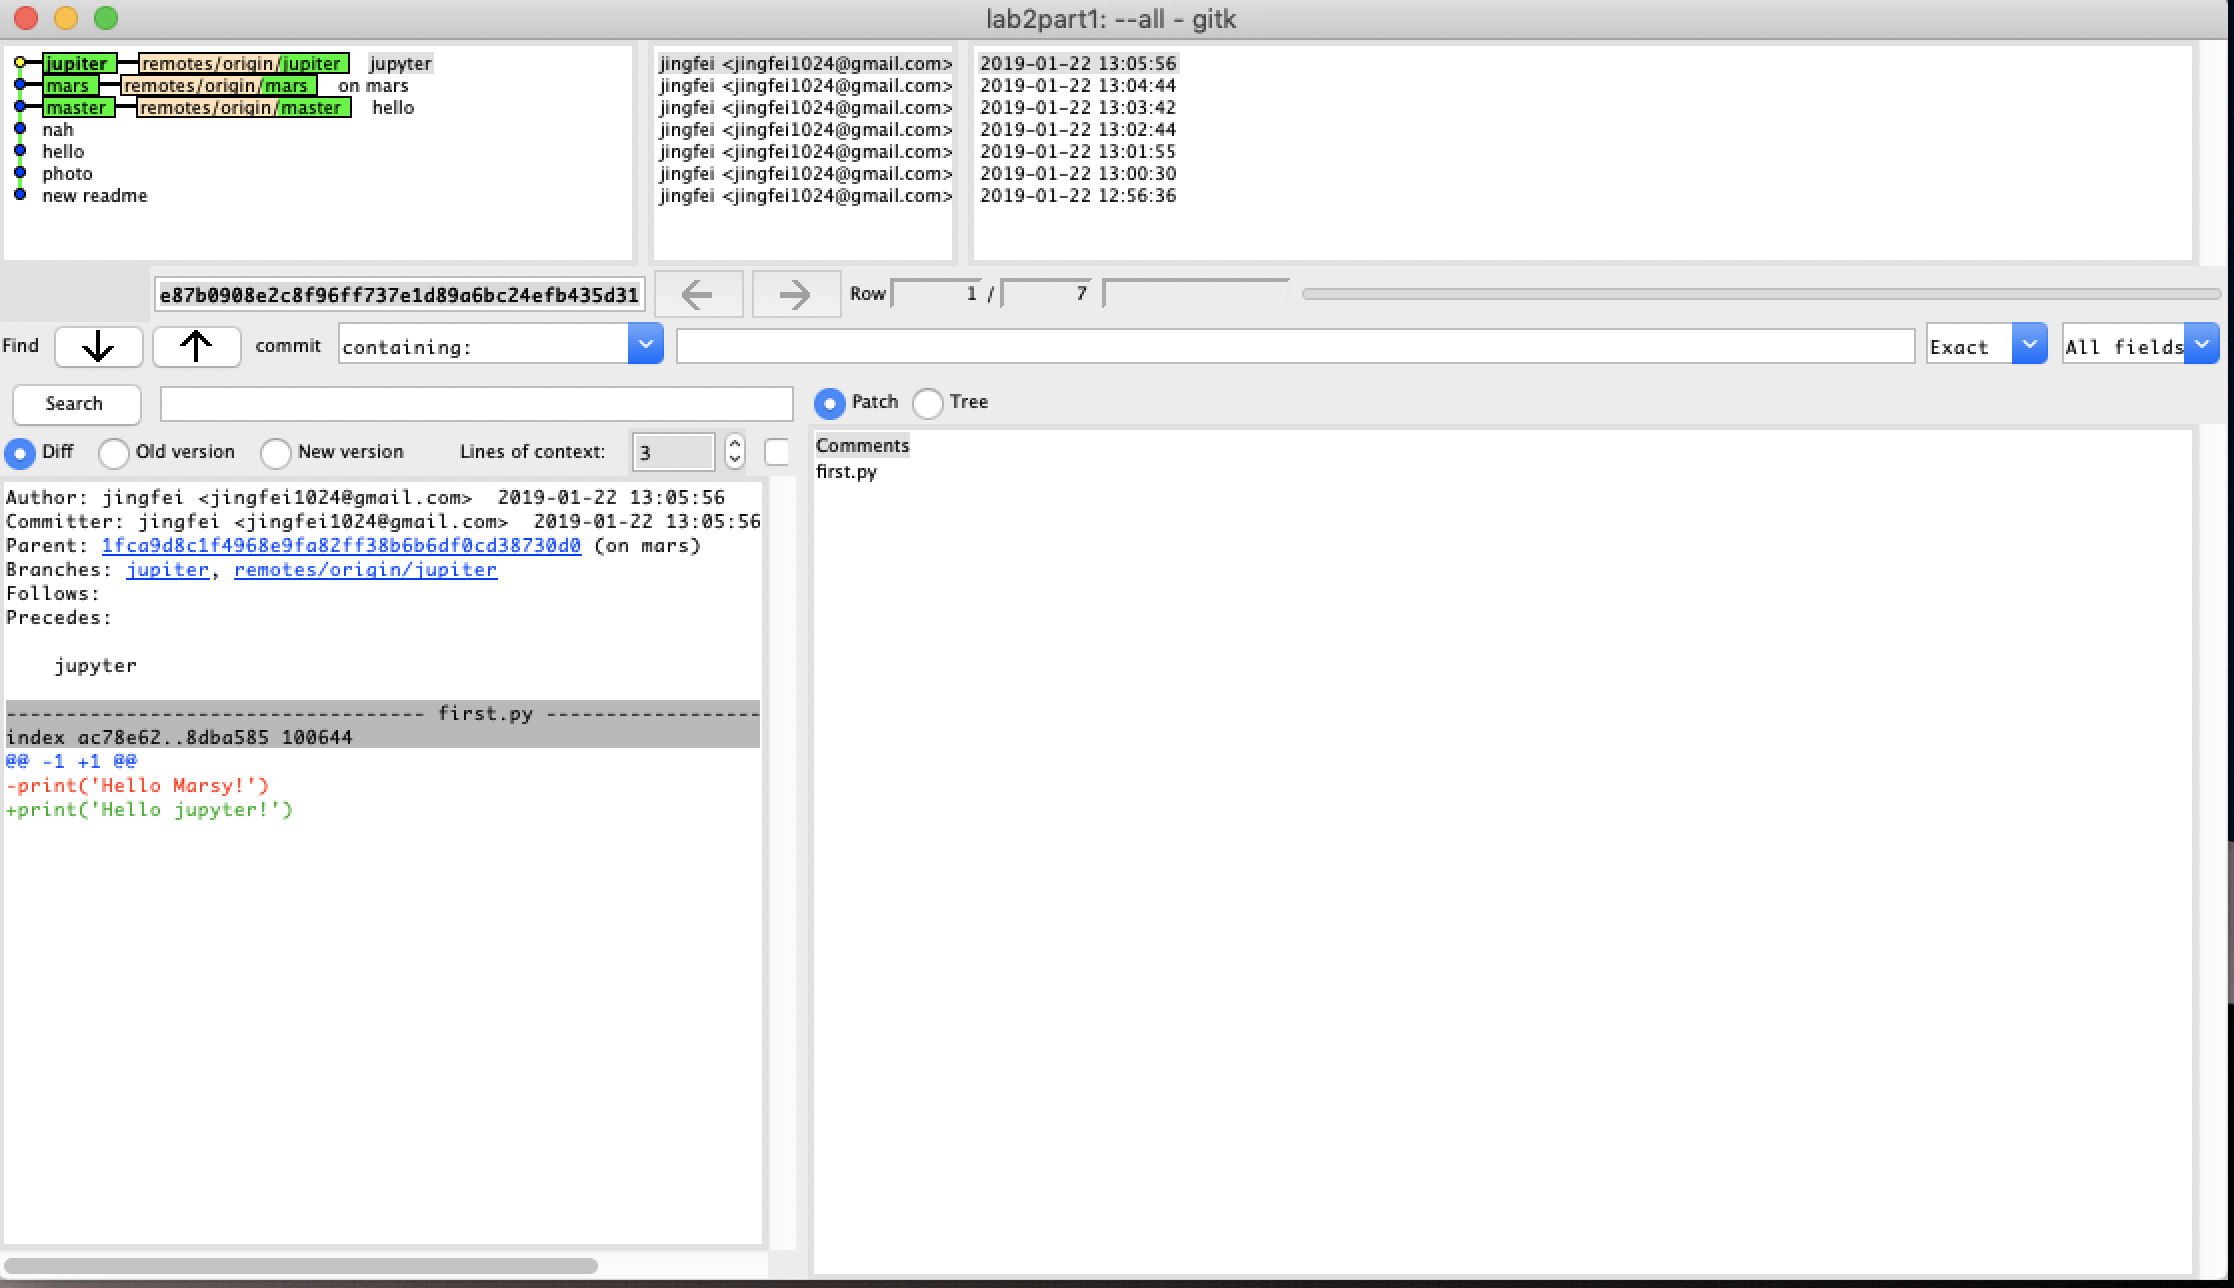 lab2part1: --all - gitk
jupiter remotes/origin/jupiter jupyter jingfei <jingfei1024@gmail.com> 2019-01-22 13:05:56
mars remotes/origin/mars on mars jingfei <jingfei1024@gmail.com> 2019-01-22 13:04:44
master remotes/origin/master hello jingfei <jingfei1024@gmail.com> 2019-01-22 13:03:42
nah jingfei <jingfei1024@gmail.com> 2019-01-22 13:02:44
hello jingfei <jingfei1024@gmail.com> 2019-01-22 13:01:55
photo jingfei <jingfei1024@gmail.com> 2019-01-22 13:00:30
new readme jingfei <jingfei1024@gmail.com> 2019-01-22 12:56:36
e87b0908e2c8f96ff737e1d89a6bc24efb435d31 Row 1 / 7
Find commit containing: Exact All fields
Search Patch Tree
Diff Old version New version Lines of context: 3
Comments
first.py
Author: jingfei <jingfei1024@gmail.com> 2019-01-22 13:05:56
Committer: jingfei <jingfei1024@gmail.com> 2019-01-22 13:05:56
Parent: 1fca9d8c1f4968e9fa82ff38b6b6df0cd38730d0 (on mars)
Branches: jupiter, remotes/origin/jupiter
Follows:
Precedes:
jupyter
---------------------------------- first.py ------------------
index ac78e62..8dba585 100644
@@ -1 +1 @@
-print('Hello Marsy!')
+print('Hello jupyter!')